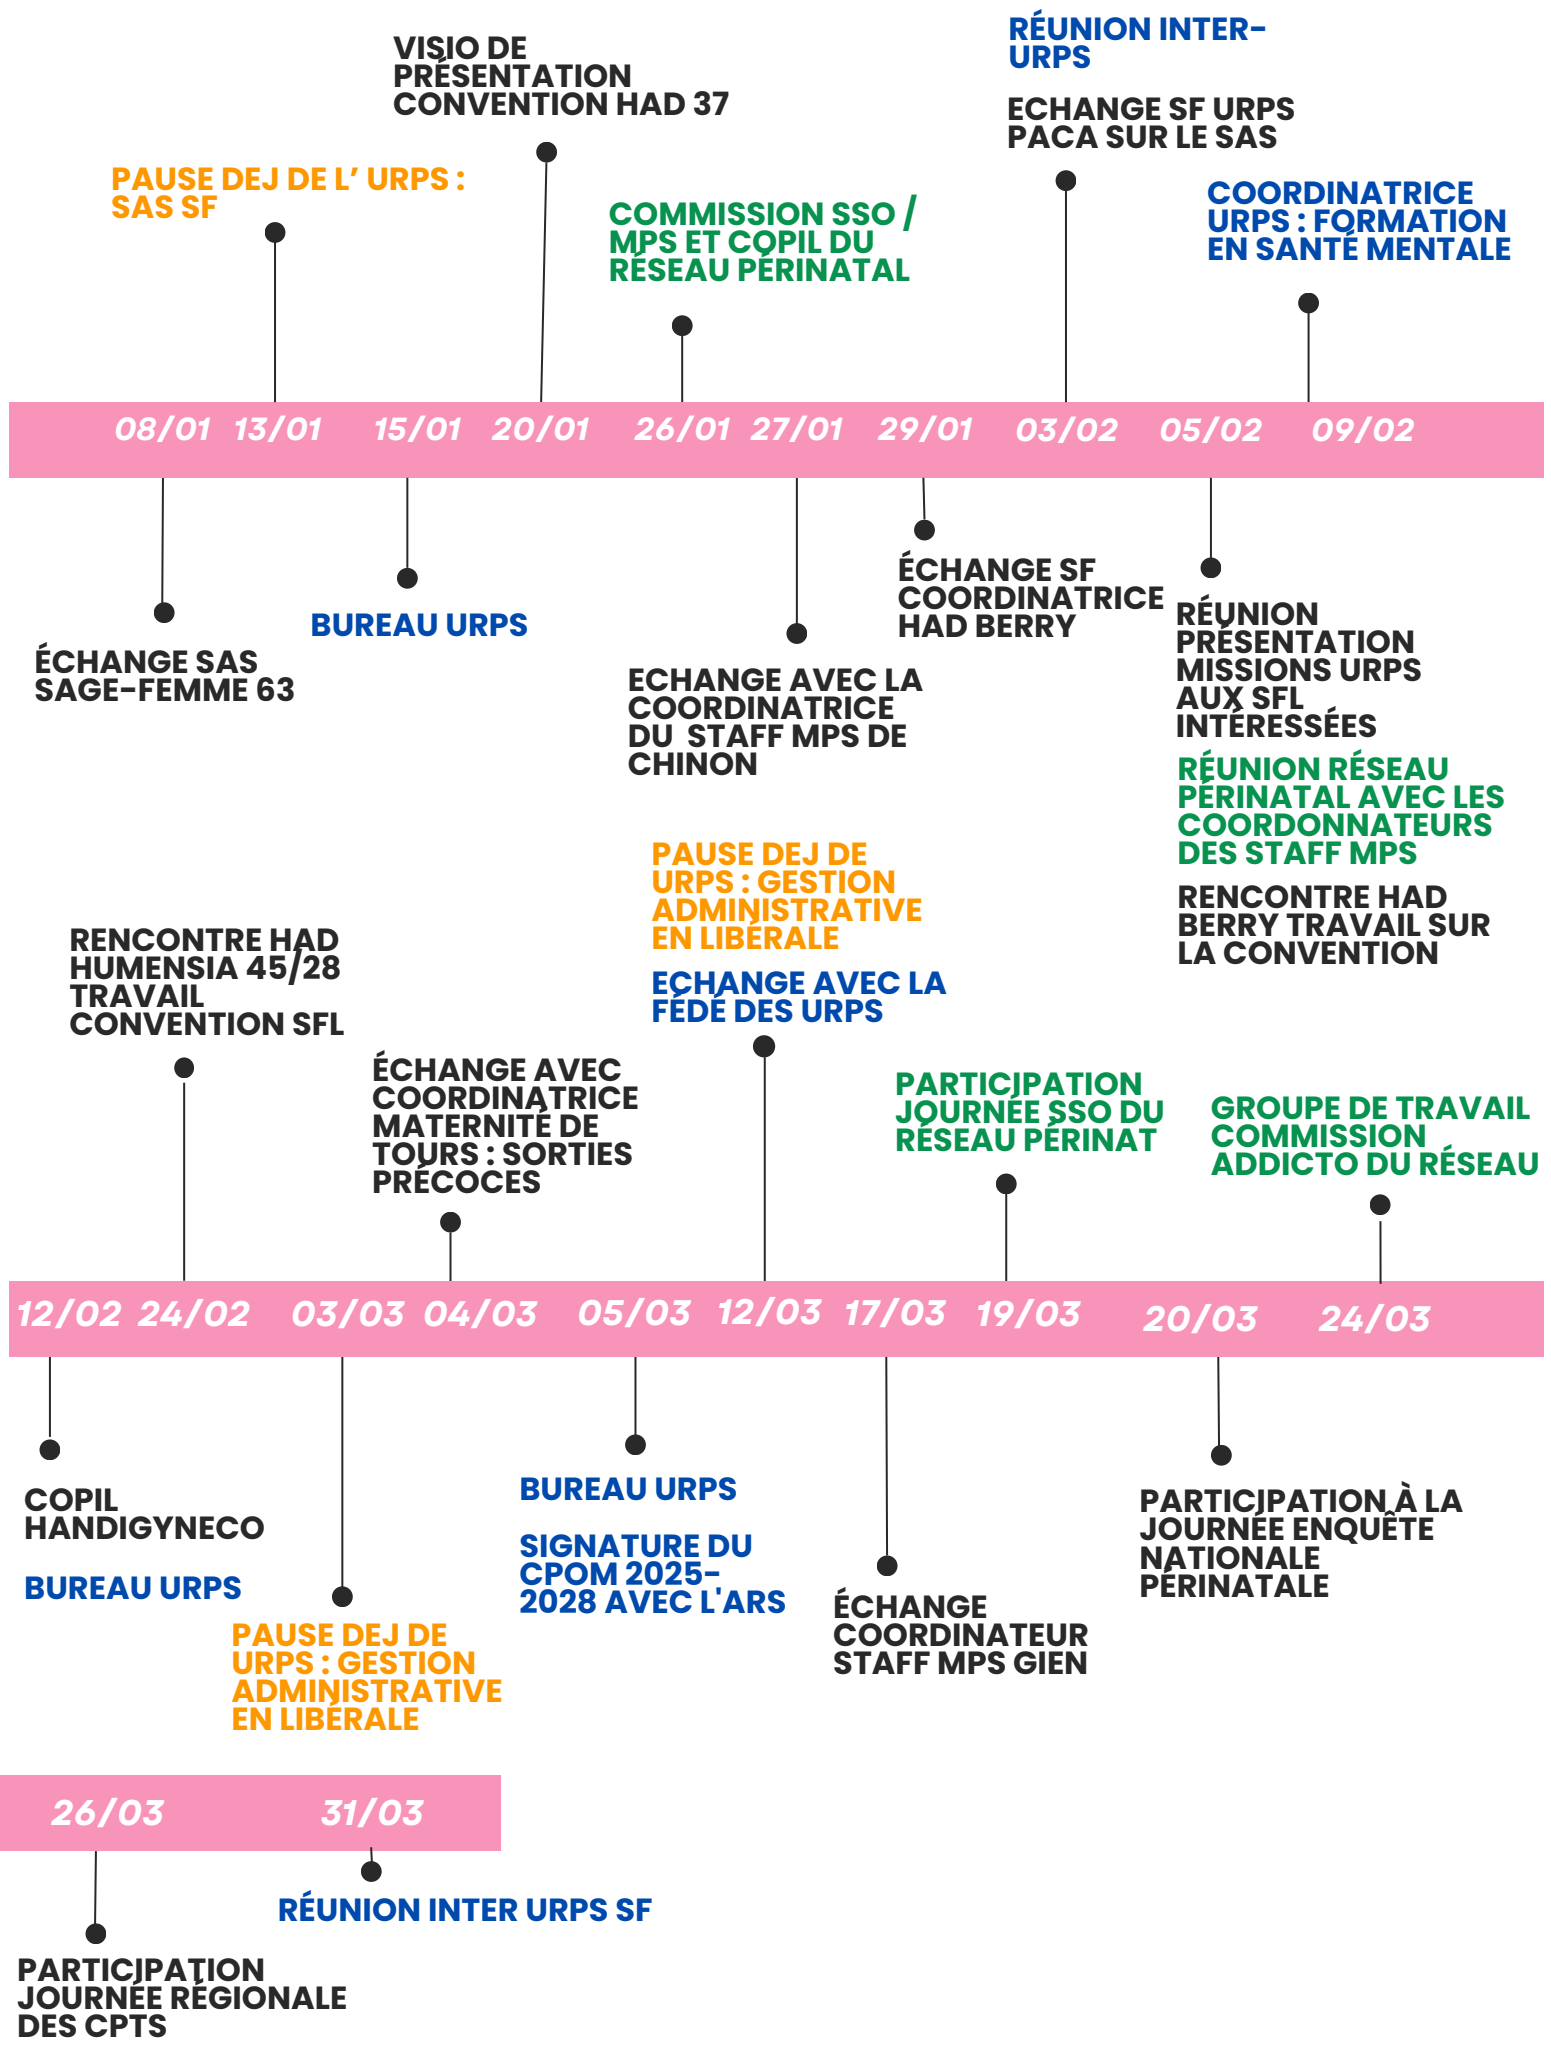 RÉUNION INTER-
URPS
VISIO DE
PRÉSENTATION
CONVENTION HAD 37
ECHANGE SF URPS
PACA SUR LE SAS
PAUSE DEJ DE L' URPS :
SAS SF
COMMISSION SSO /
MPS ET COPIL DU
RÉSEAU PÉRINATAL
COORDINATRICE
URPS : FORMATION
EN SANTÉ MENTALE
08/01 13/01 15/01 20/01 26/01 27/01 29/01 03/02 05/02 09/02
ÉCHANGE SAS
SAGE-FEMME 63
BUREAU URPS
ECHANGE AVEC LA
COORDINATRICE
DU  STAFF MPS DE
CHINON
ÉCHANGE SF
COORDINATRICE
HAD BERRY
RÉUNION
PRÉSENTATION
MISSIONS URPS
AUX SFL
INTÉRESSÉES
RÉUNION RÉSEAU
PÉRINATAL AVEC LES
COORDONNATEURS
DES STAFF MPS
RENCONTRE HAD
BERRY TRAVAIL SUR
LA CONVENTION
RENCONTRE HAD
HUMENSIA 45/28
TRAVAIL
CONVENTION SFL
ÉCHANGE AVEC
COORDINATRICE
MATERNITÉ DE
TOURS : SORTIES
PRÉCOCES
PAUSE DEJ DE
URPS : GESTION
ADMINISTRATIVE
EN LIBÉRALE
ECHANGE AVEC LA
FÉDÉ DES URPS
PARTICIPATION
JOURNÉE SSO DU
RÉSEAU PÉRINAT
GROUPE DE TRAVAIL
COMMISSION
ADDICTO DU RÉSEAU
12/02 24/02 03/03 04/03 05/03 12/03 17/03 19/03 20/03 24/03
COPIL
HANDIGYNECO
BUREAU URPS
PAUSE DEJ DE
URPS : GESTION
ADMINISTRATIVE
EN LIBÉRALE
BUREAU URPS
SIGNATURE DU
CPOM 2025-
2028 AVEC L'ARS
ÉCHANGE
COORDINATEUR
STAFF MPS GIEN
PARTICIPATION À LA
JOURNÉE ENQUÊTE
NATIONALE
PÉRINATALE
26/03 31/03
RÉUNION INTER URPS SF
PARTICIPATION
JOURNÉE RÉGIONALE
DES CPTS